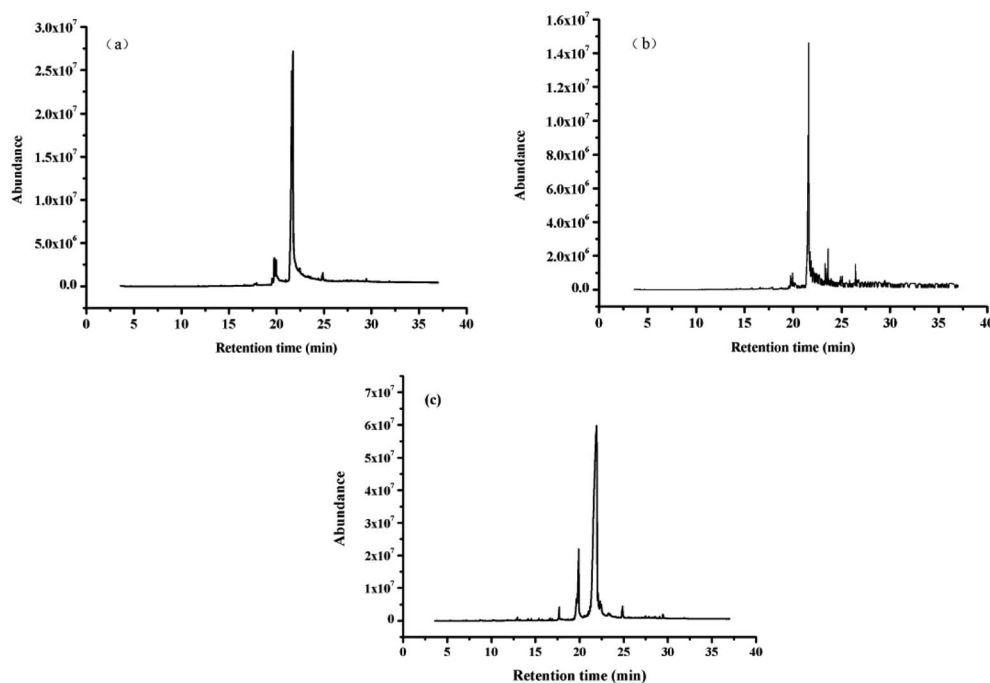 (a)
3.0x10⁷
2.5x10⁷
2.0x10⁷
1.5x10⁷
1.0x10⁷
5.0x10⁶
0.0
Abundance
0 5 10 15 20 25 30 35 40
Retention time (min)
(b)
1.6x10⁷
1.4x10⁷
1.2x10⁷
1.0x10⁷
8.0x10⁶
6.0x10⁶
4.0x10⁶
2.0x10⁶
0.0
Abundance
0 5 10 15 20 25 30 35 40
Retention time (min)
(c)
7x10⁷
6x10⁷
5x10⁷
4x10⁷
3x10⁷
2x10⁷
1x10⁷
0
Abundance
0 5 10 15 20 25 30 35 40
Retention time (min)